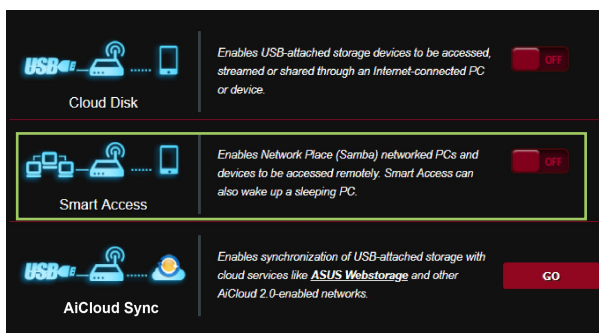 USB
Cloud Disk
Enables USB-attached storage devices to be accessed,
streamed or shared through an Internet-connected PC
or device.
OFF
Smart Access
Enables Network Place (Samba) networked PCs and
devices to be accessed remotely. Smart Access can
also wake up a sleeping PC.
OFF
USB
AiCloud Sync
Enables synchronization of USB-attached storage with
cloud services like ASUS Webstorage and other
AiCloud 2.0-enabled networks.
GO